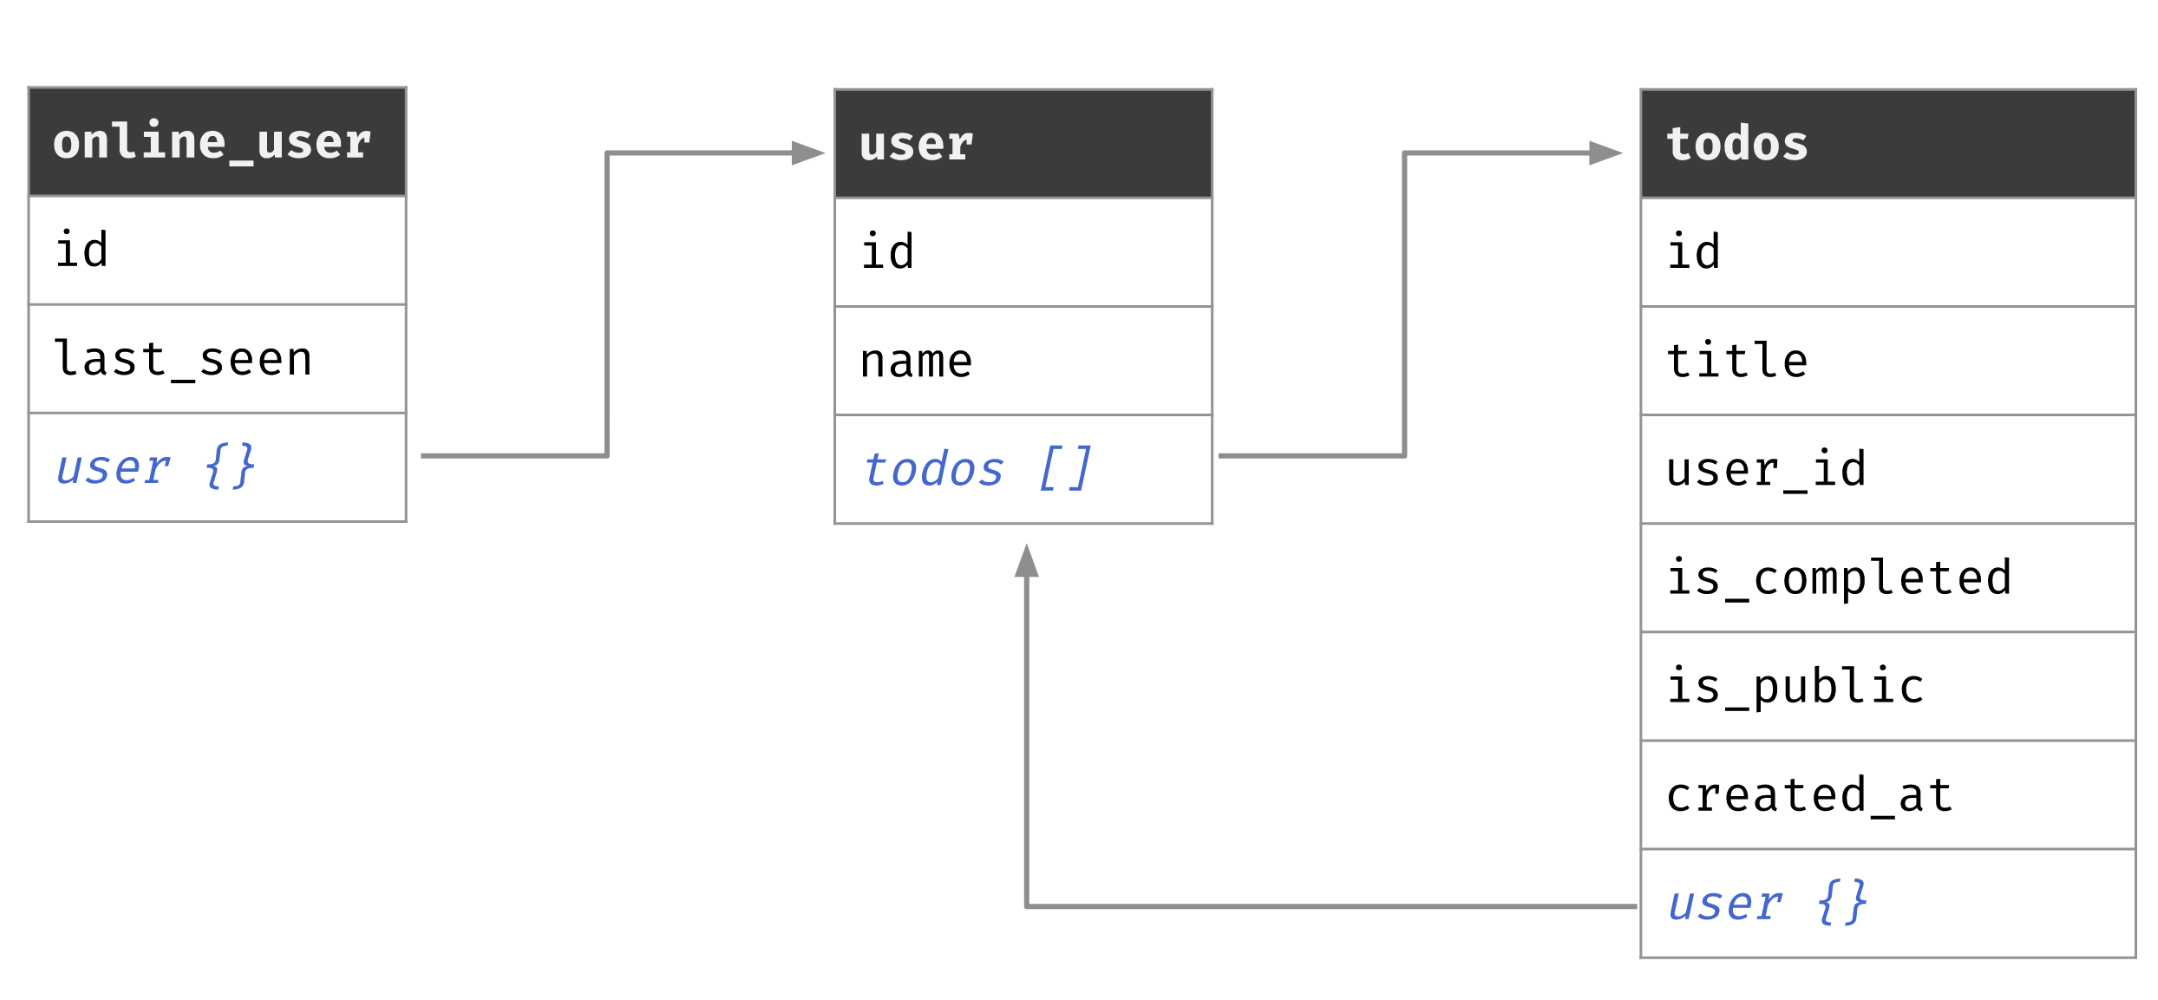 online_user
id
last_seen
user {}
user
id
name
todos []
todos
id
title
user_id
is_completed
is_public
created_at
user {}